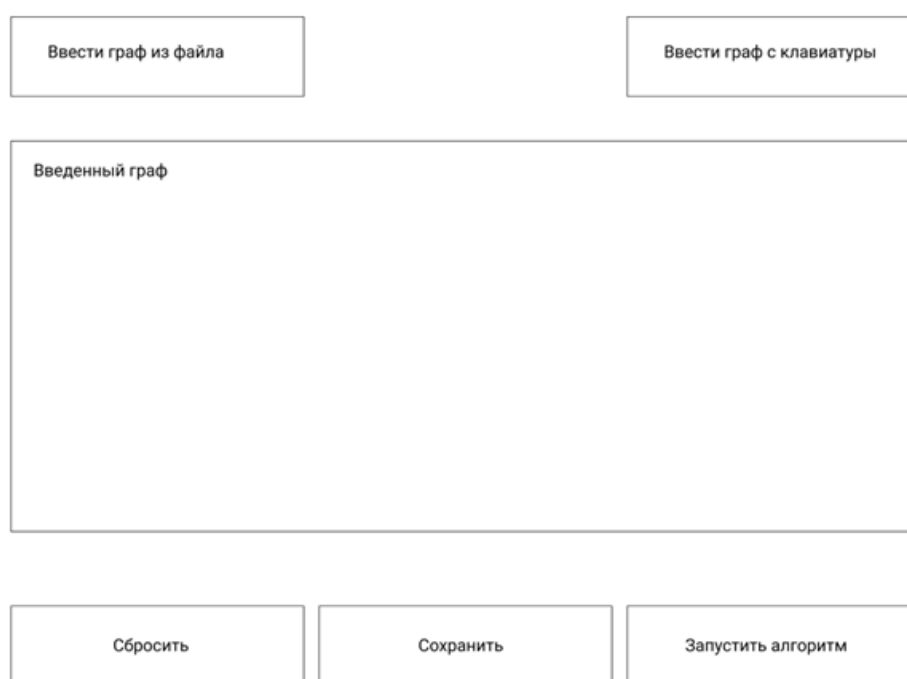 Ввести граф из файла
Ввести граф с клавиатуры
Введенный граф
Сбросить
Сохранить
Запустить алгоритм